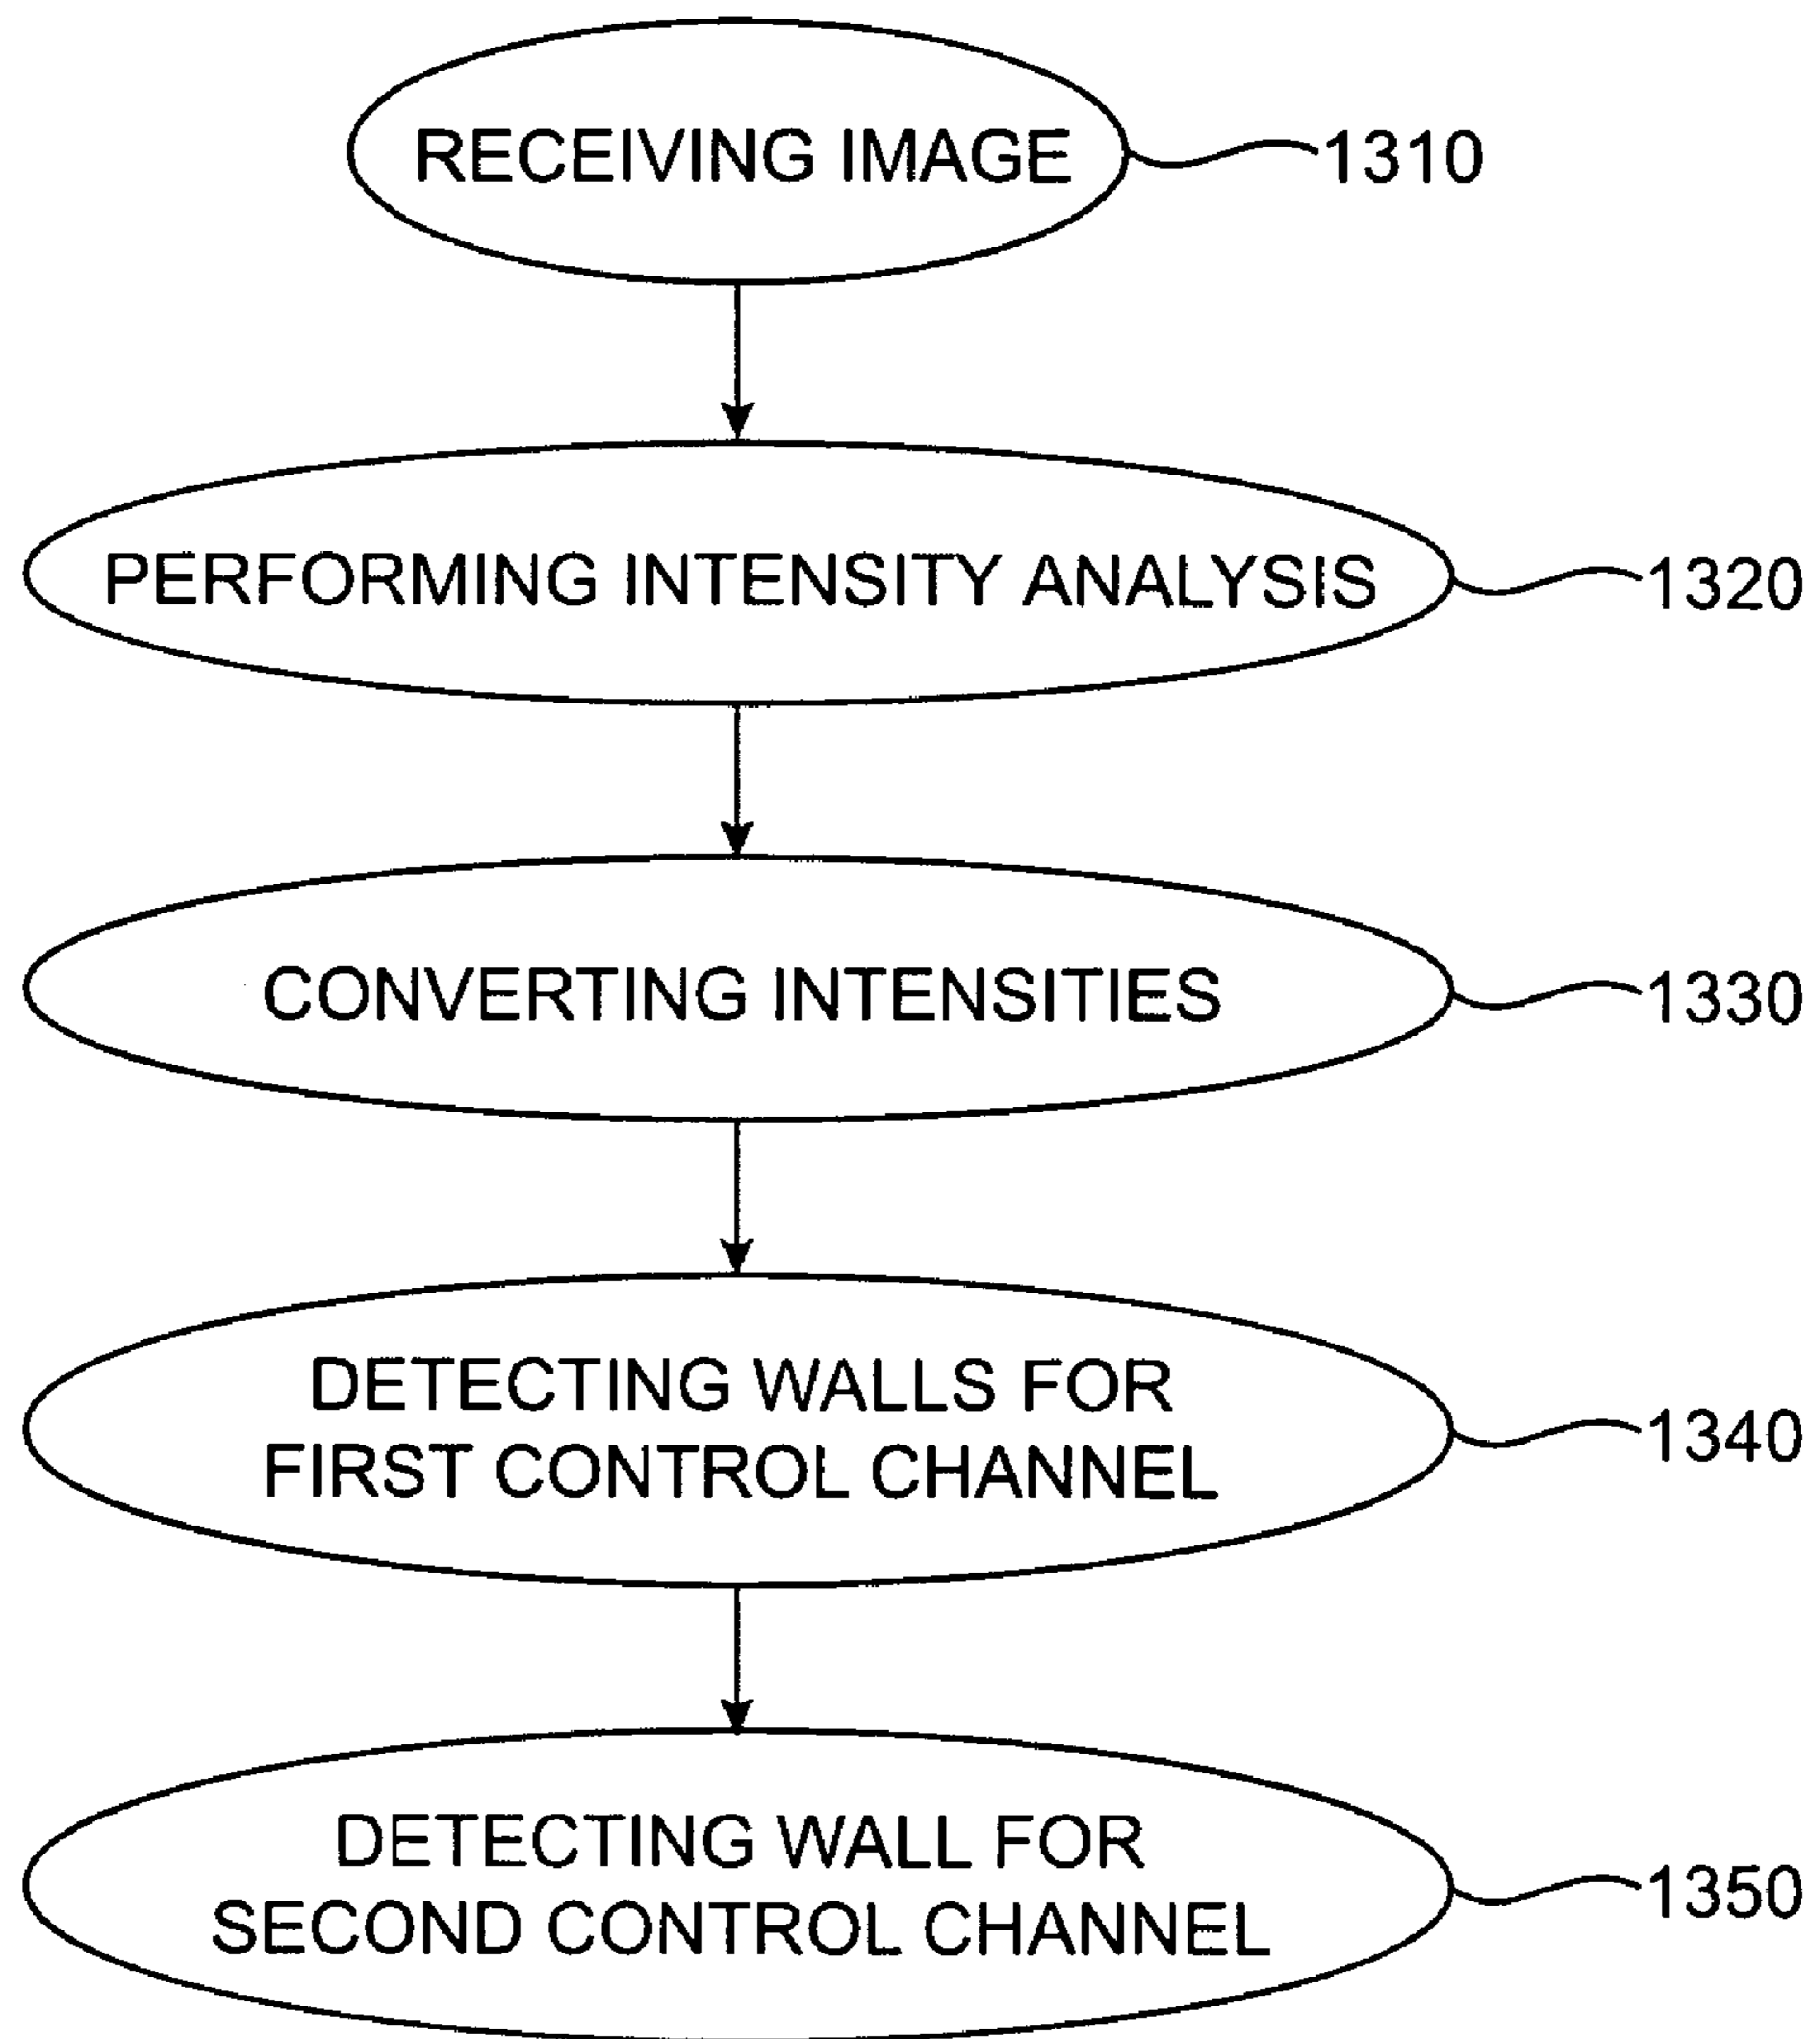 RECEIVING IMAGE
1310
PERFORMING INTENSITY ANALYSIS
1320
CONVERTING INTENSITIES
1330
DETECTING WALLS FOR
FIRST CONTROL CHANNEL
1340
DETECTING WALL FOR
SECOND CONTROL CHANNEL
1350